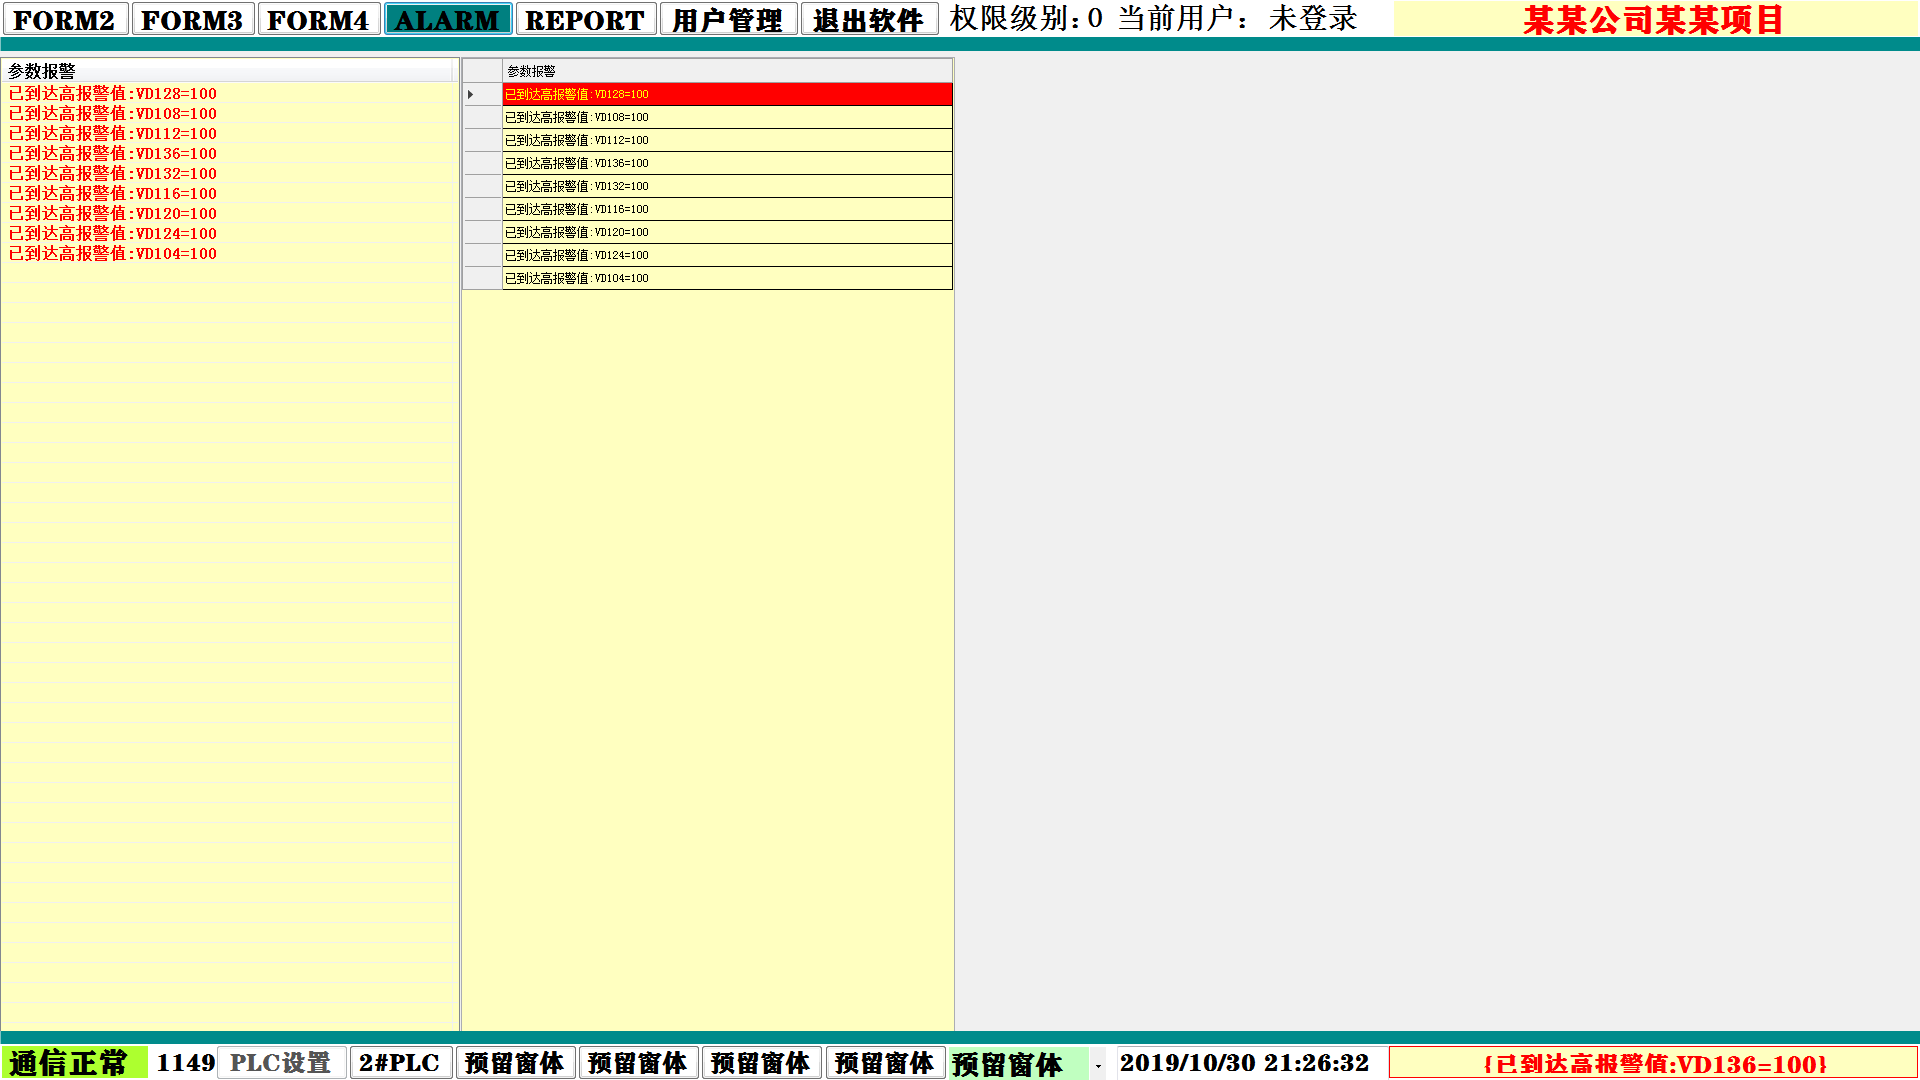 FORM2 FORM3 FORM4 ALARM REPORT 用户管理 退出软件 权限级别:0 当前用户: 未登录 某某公司某某项目
参数报警
已到达高报警值:VD128=100
已到达高报警值:VD108=100
已到达高报警值:VD112=100
已到达高报警值:VD136=100
已到达高报警值:VD132=100
已到达高报警值:VD116=100
已到达高报警值:VD120=100
已到达高报警值:VD124=100
已到达高报警值:VD104=100
参数报警
已到达高报警值:VD128=100
已到达高报警值:VD108=100
已到达高报警值:VD112=100
已到达高报警值:VD136=100
已到达高报警值:VD132=100
已到达高报警值:VD116=100
已到达高报警值:VD120=100
已到达高报警值:VD124=100
已到达高报警值:VD104=100
通信正常 1149 PLC设置 2#PLC 预留窗体 预留窗体 预留窗体 预留窗体 预留窗体 2019/10/30 21:26:32 {已到达高报警值:VD136=100}